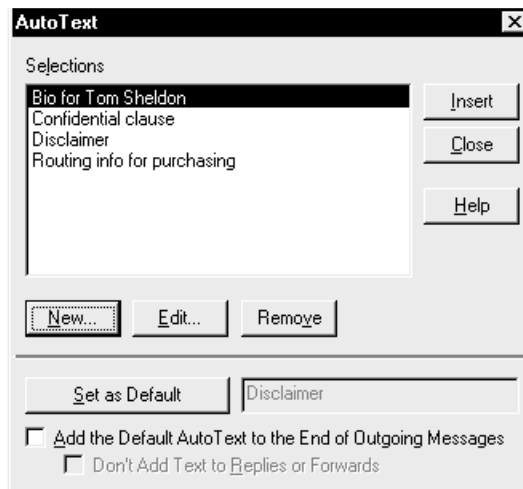 AutoText
Selections
Bio for Tom Sheldon
Confidential clause
Disclaimer
Routing info for purchasing
Insert
Close
Help
New... Edit... Remove
Set as Default Disclaimer
Add the Default AutoText to the End of Outgoing Messages
Don't Add Text to Replies or Forwards